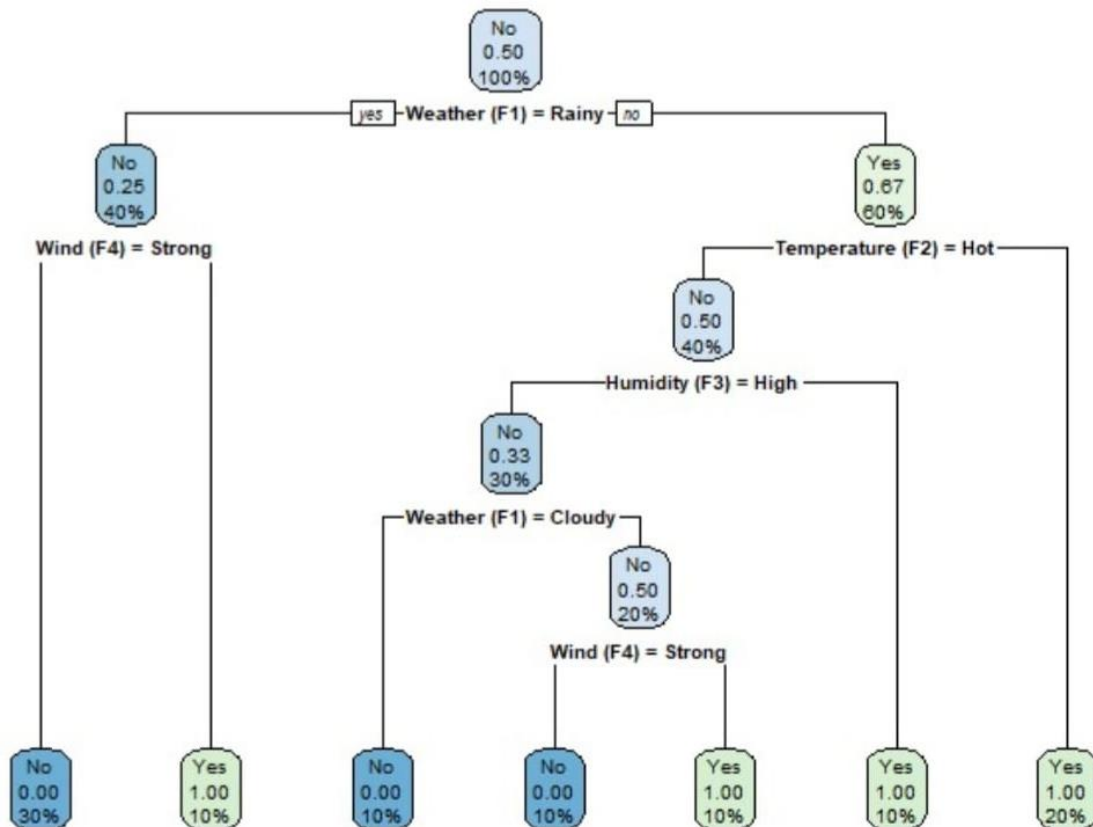 No
0.50
100%
yes Weather (F1) = Rainy no
No
0.25
40%
Yes
0.67
60%
Wind (F4) = Strong
Temperature (F2) = Hot
No
0.50
40%
Humidity (F3) = High
No
0.33
30%
Weather (F1) = Cloudy
No
0.50
20%
Wind (F4) = Strong
No
0.00
30%
Yes
1.00
10%
No
0.00
10%
No
0.00
10%
Yes
1.00
10%
Yes
1.00
10%
Yes
1.00
20%